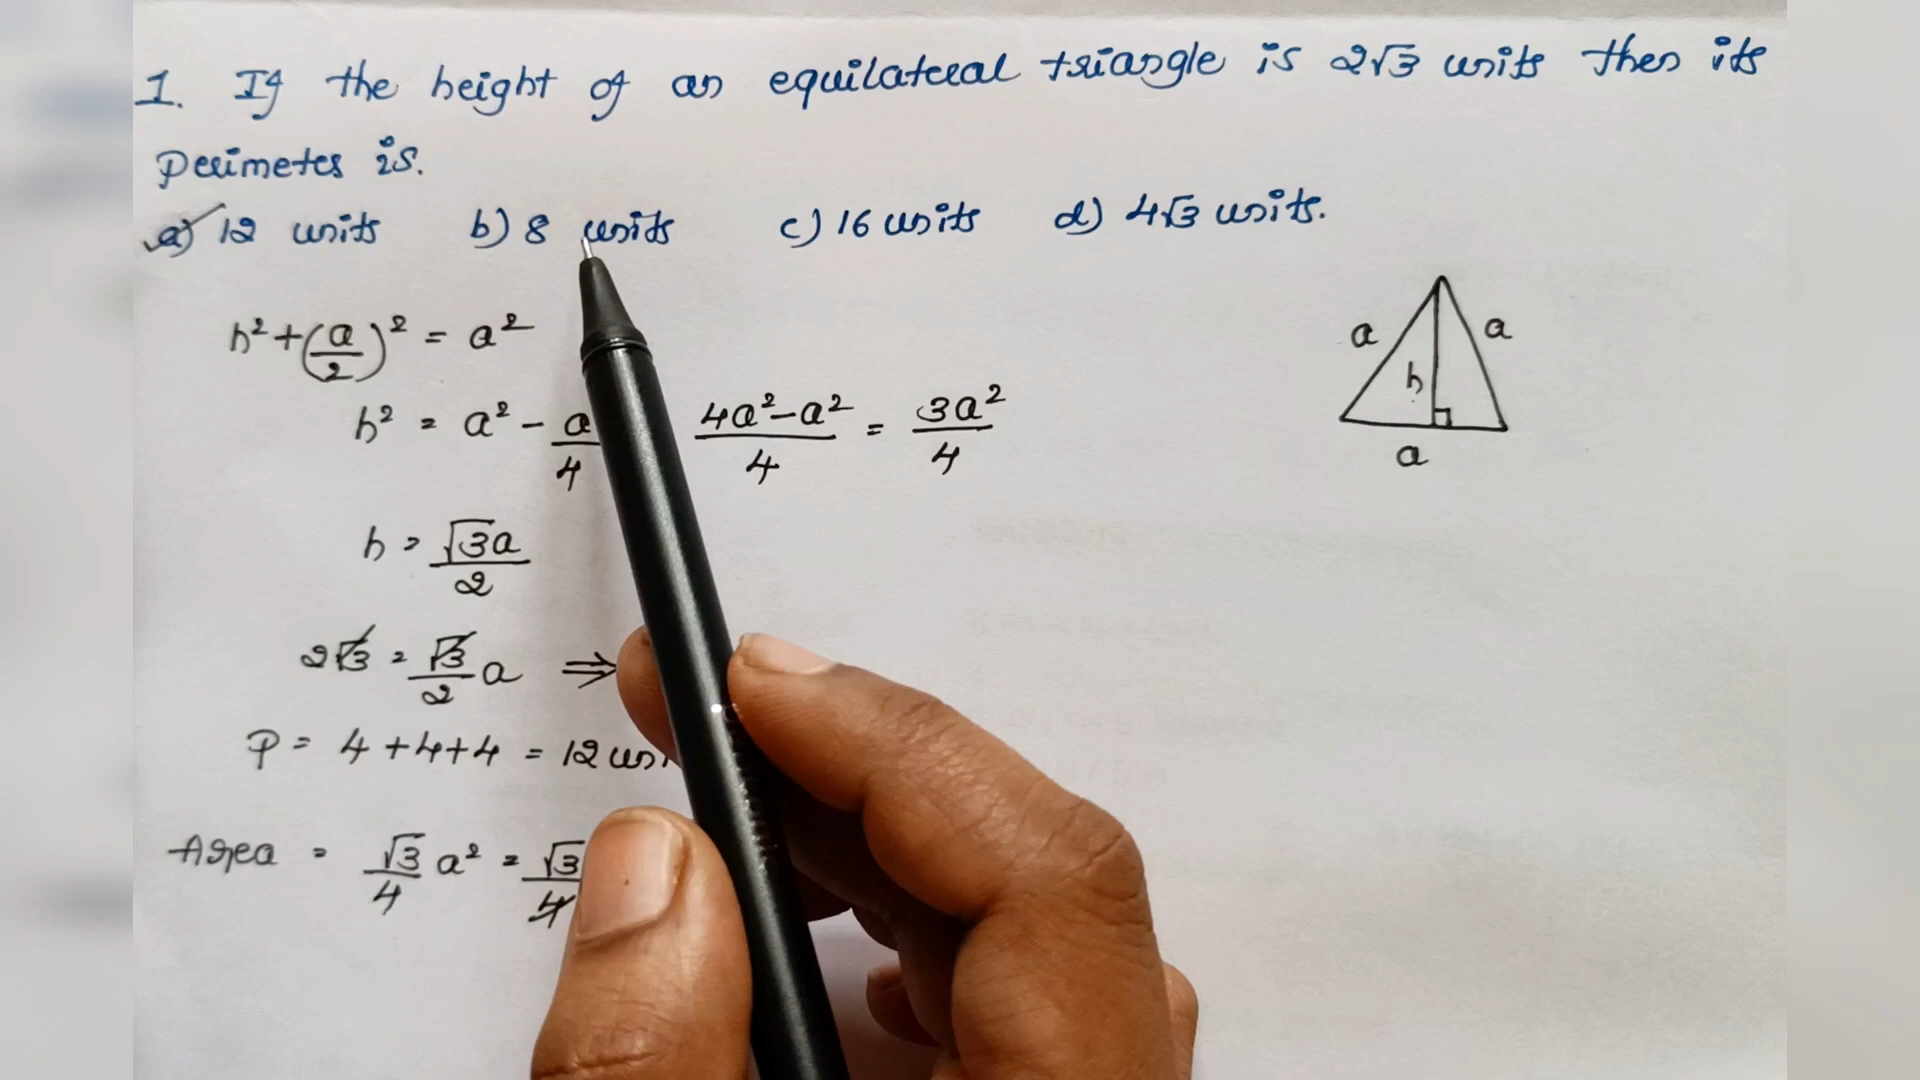 1. If the height of an equilateral triangle is 2√3 units then its
Perimeter is.
a) 12 units b) 8 units c) 16 units d) 4√3 units.
h² + (a/2)² = a²
h² = a² - a/4 4a²-a²/4 = 3a²/4
h = √3a/2
2√3 = √3/2 a ⇒
P = 4+4+4 = 12 uni
Area = √3/4 a² = √3/4
a a
h
a